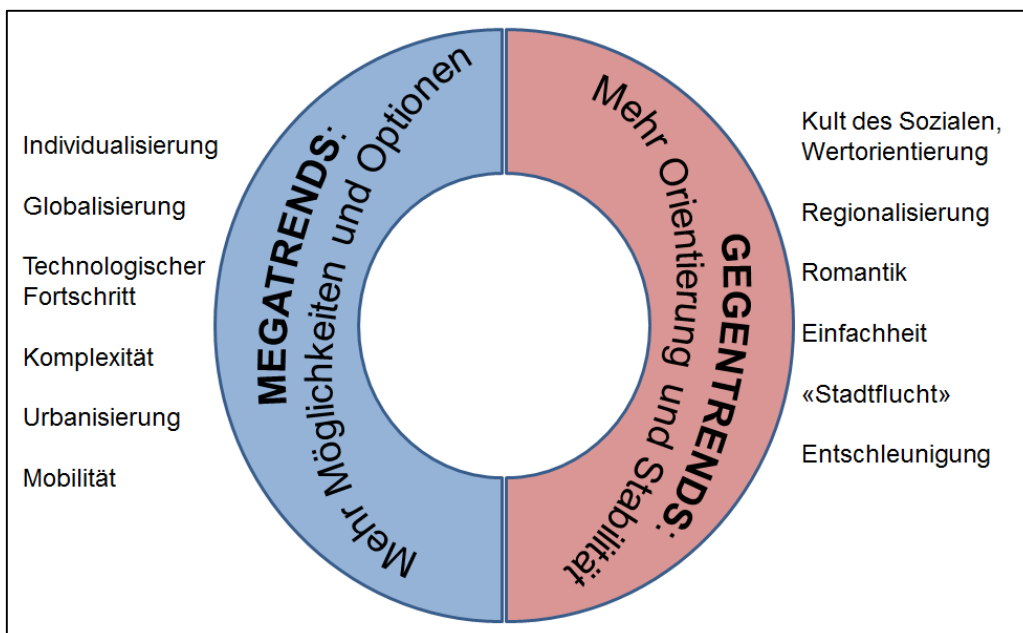 Individualisierung
Globalisierung
Technologischer
Fortschritt
Komplexität
Urbanisierung
Mobilität
MEGATRENDS:
Mehr Möglichkeiten und Optionen
Mehr Orientierung und Stabilität
GEGENTRENDS:
Kult des Sozialen,
Wertorientierung
Regionalisierung
Romantik
Einfachheit
«Stadtflucht»
Entschleunigung